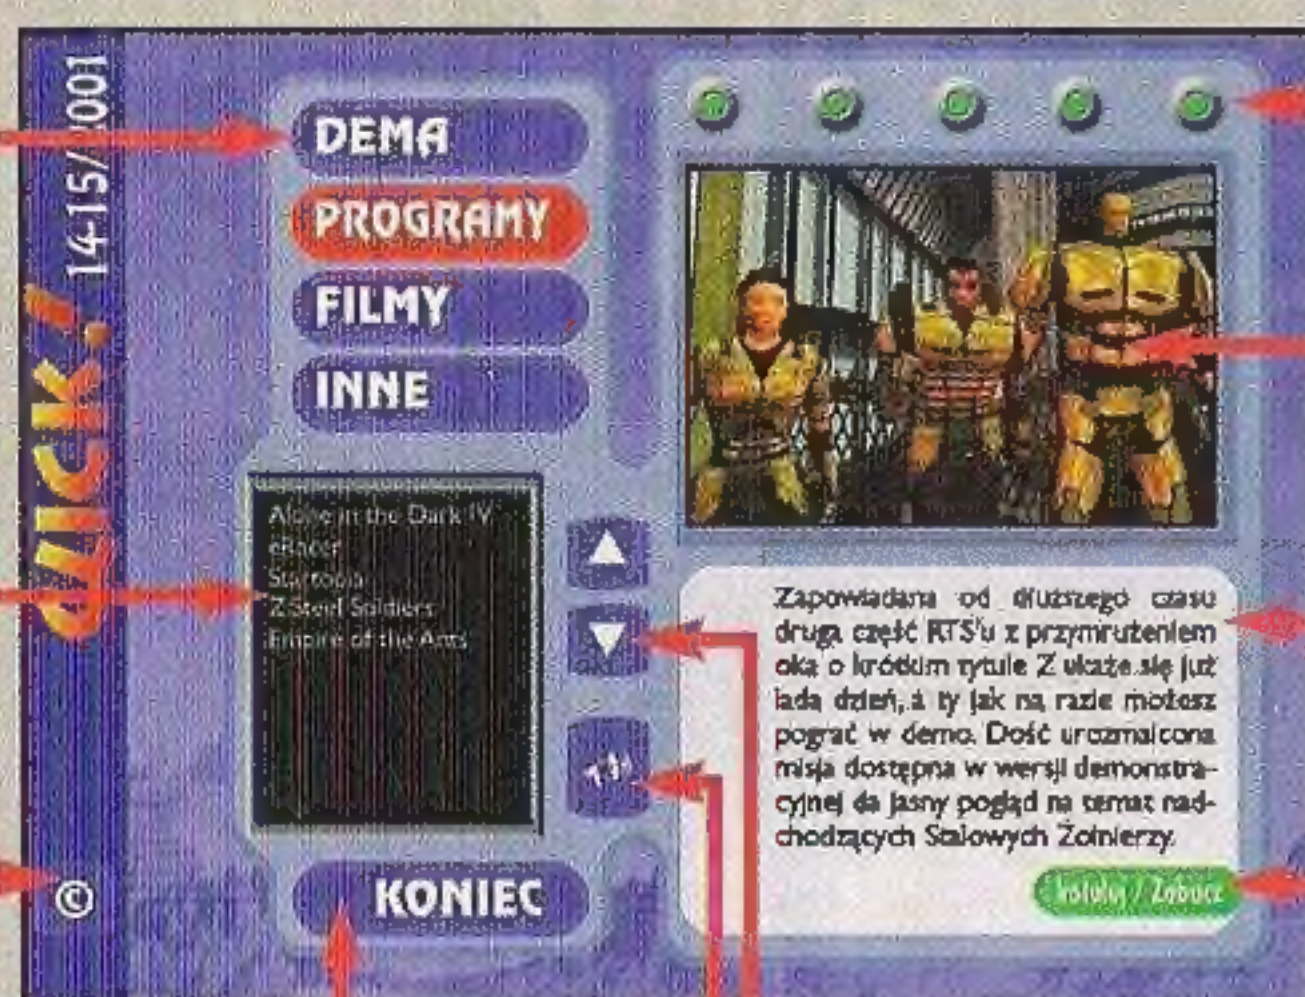 CLICK!
14-15/2001
DEMA
PROGRAMY
FILMY
INNE
Alone in the Dark IV
eRacer
Startopia
Z Steel Soldiers
Empire of the Ants
KONIEC
©
Zapowiadana od dłuższego czasu
druga część RTS'u z przymrużeniem
oka o krótkim tytule Z ukaże się już
lada dzień, a ty jak na razie możesz
pograć w demo. Dość urozmaicona
misja dostępna w wersji demonstra-
cyjnej da jasny pogląd na temat nad-
chodzących Stalowych Żołnierzy.
Instaluj / Zobacz